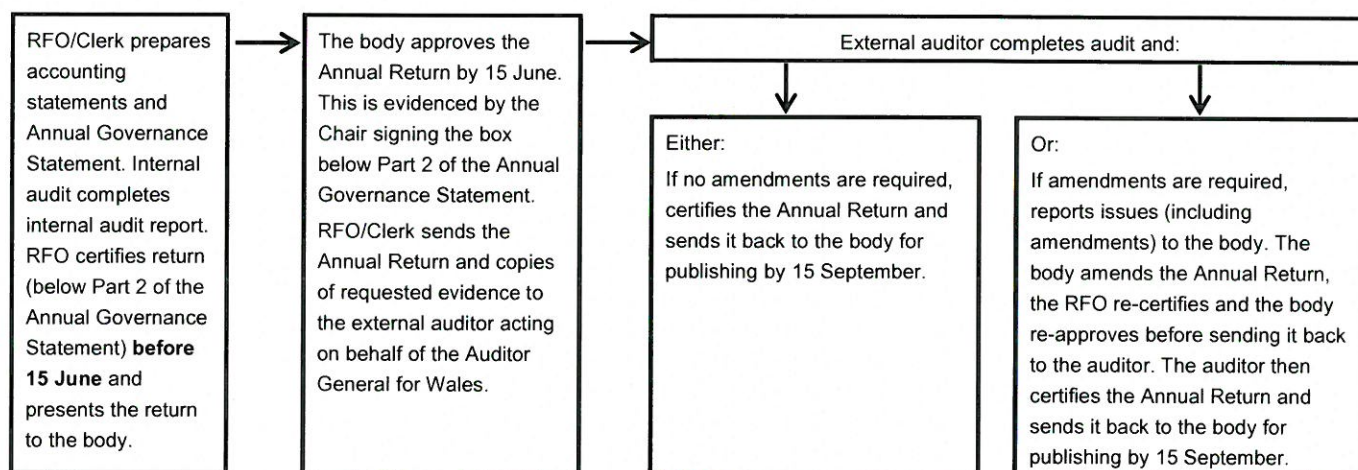 RFO/Clerk prepares
accounting
statements and
Annual Governance
Statement. Internal
audit completes
internal audit report.
RFO certifies return
(below Part 2 of the
Annual Governance
Statement) before
15 June and
presents the return
to the body.
The body approves the
Annual Return by 15 June.
This is evidenced by the
Chair signing the box
below Part 2 of the Annual
Governance Statement.
RFO/Clerk sends the
Annual Return and copies
of requested evidence to
the external auditor acting
on behalf of the Auditor
General for Wales.
External auditor completes audit and:
Either:
If no amendments are required,
certifies the Annual Return and
sends it back to the body for
publishing by 15 September.
Or:
If amendments are required,
reports issues (including
amendments) to the body. The
body amends the Annual Return,
the RFO re-certifies and the body
re-approves before sending it back
to the auditor. The auditor then
certifies the Annual Return and
sends it back to the body for
publishing by 15 September.